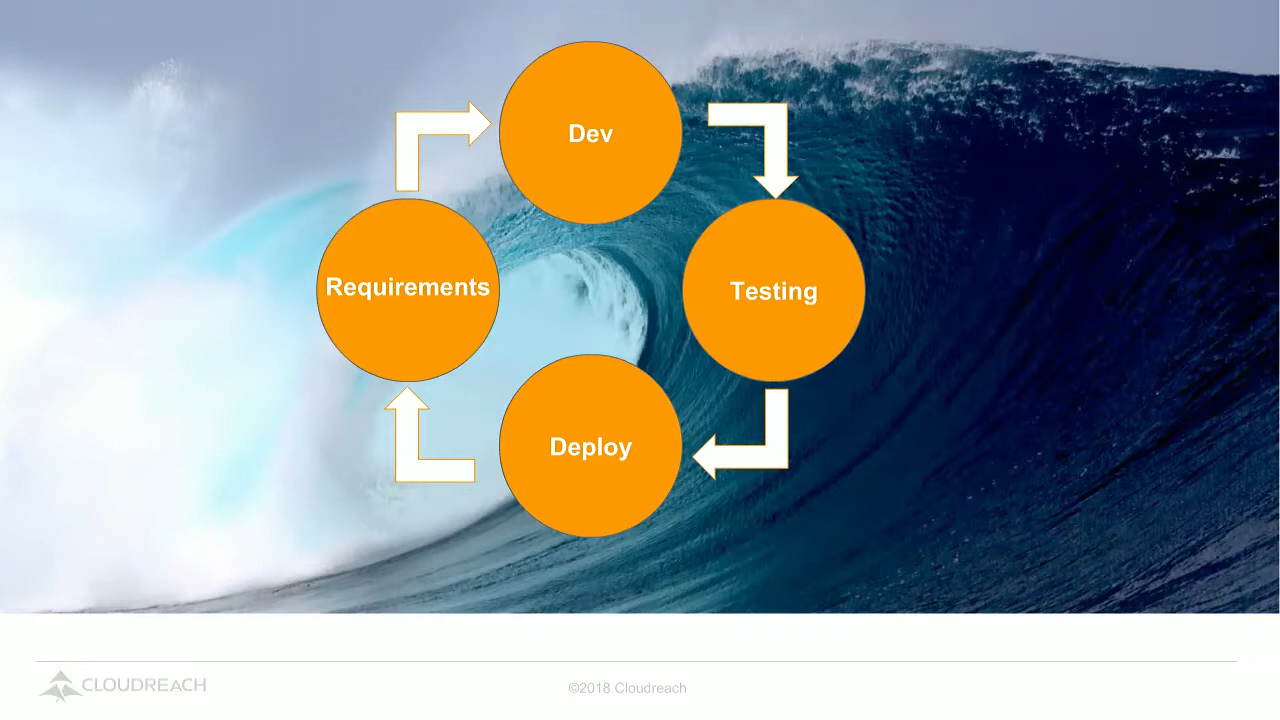 Dev
Requirements
Testing
Deploy
CLOUDREACH
©2018 Cloudreach